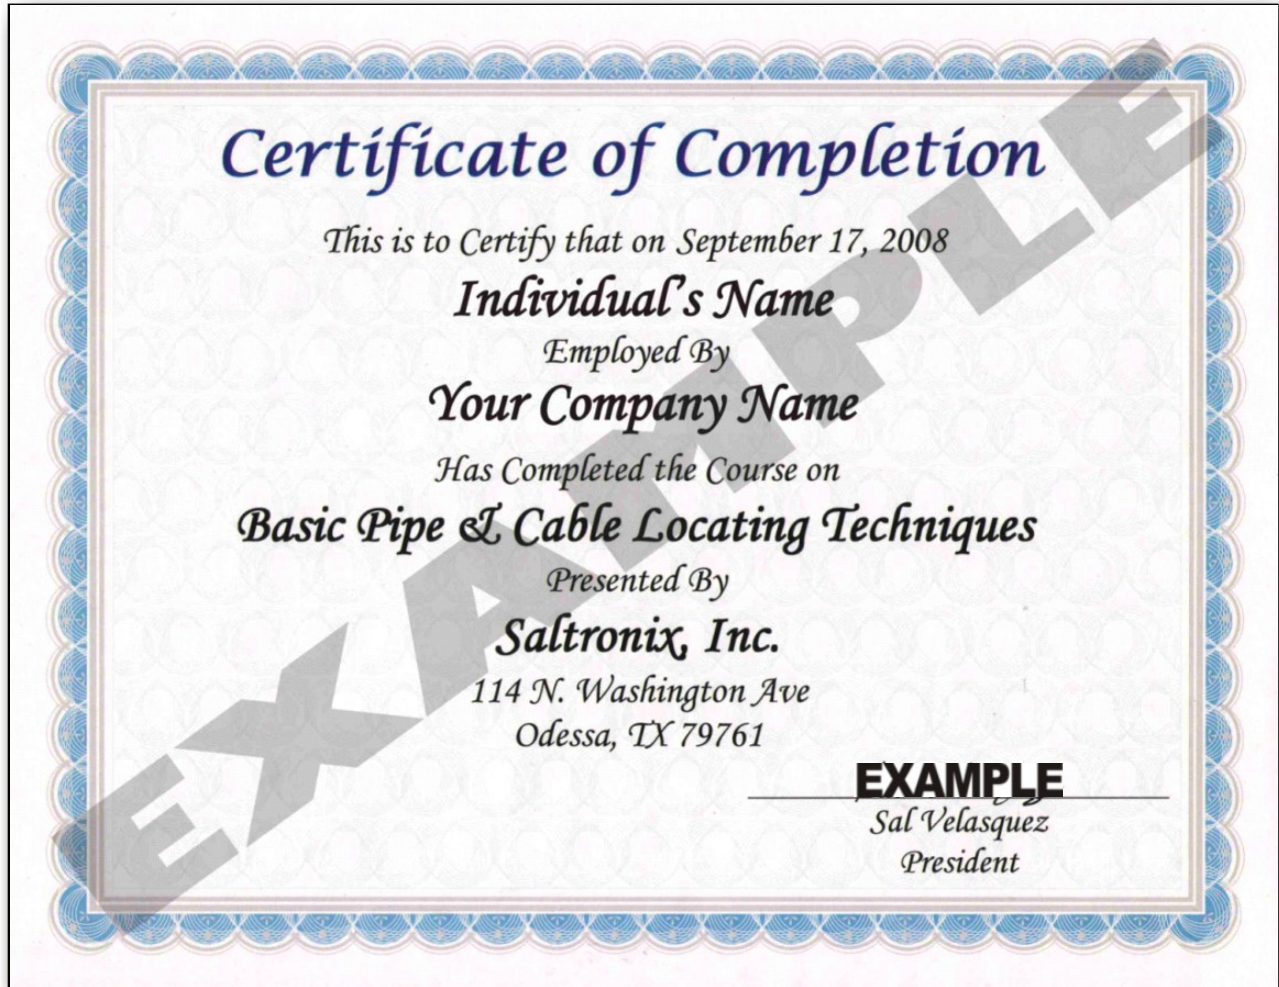 Certificate of Completion
This is to Certify that on September 17, 2008
Individual's Name
Employed By
Your Company Name
Has Completed the Course on
Basic Pipe & Cable Locating Techniques
Presented By
Saltronix, Inc.
114 N. Washington Ave
Odessa, TX 79761
EXAMPLE
Sal Velasquez
President
EXAMPLE